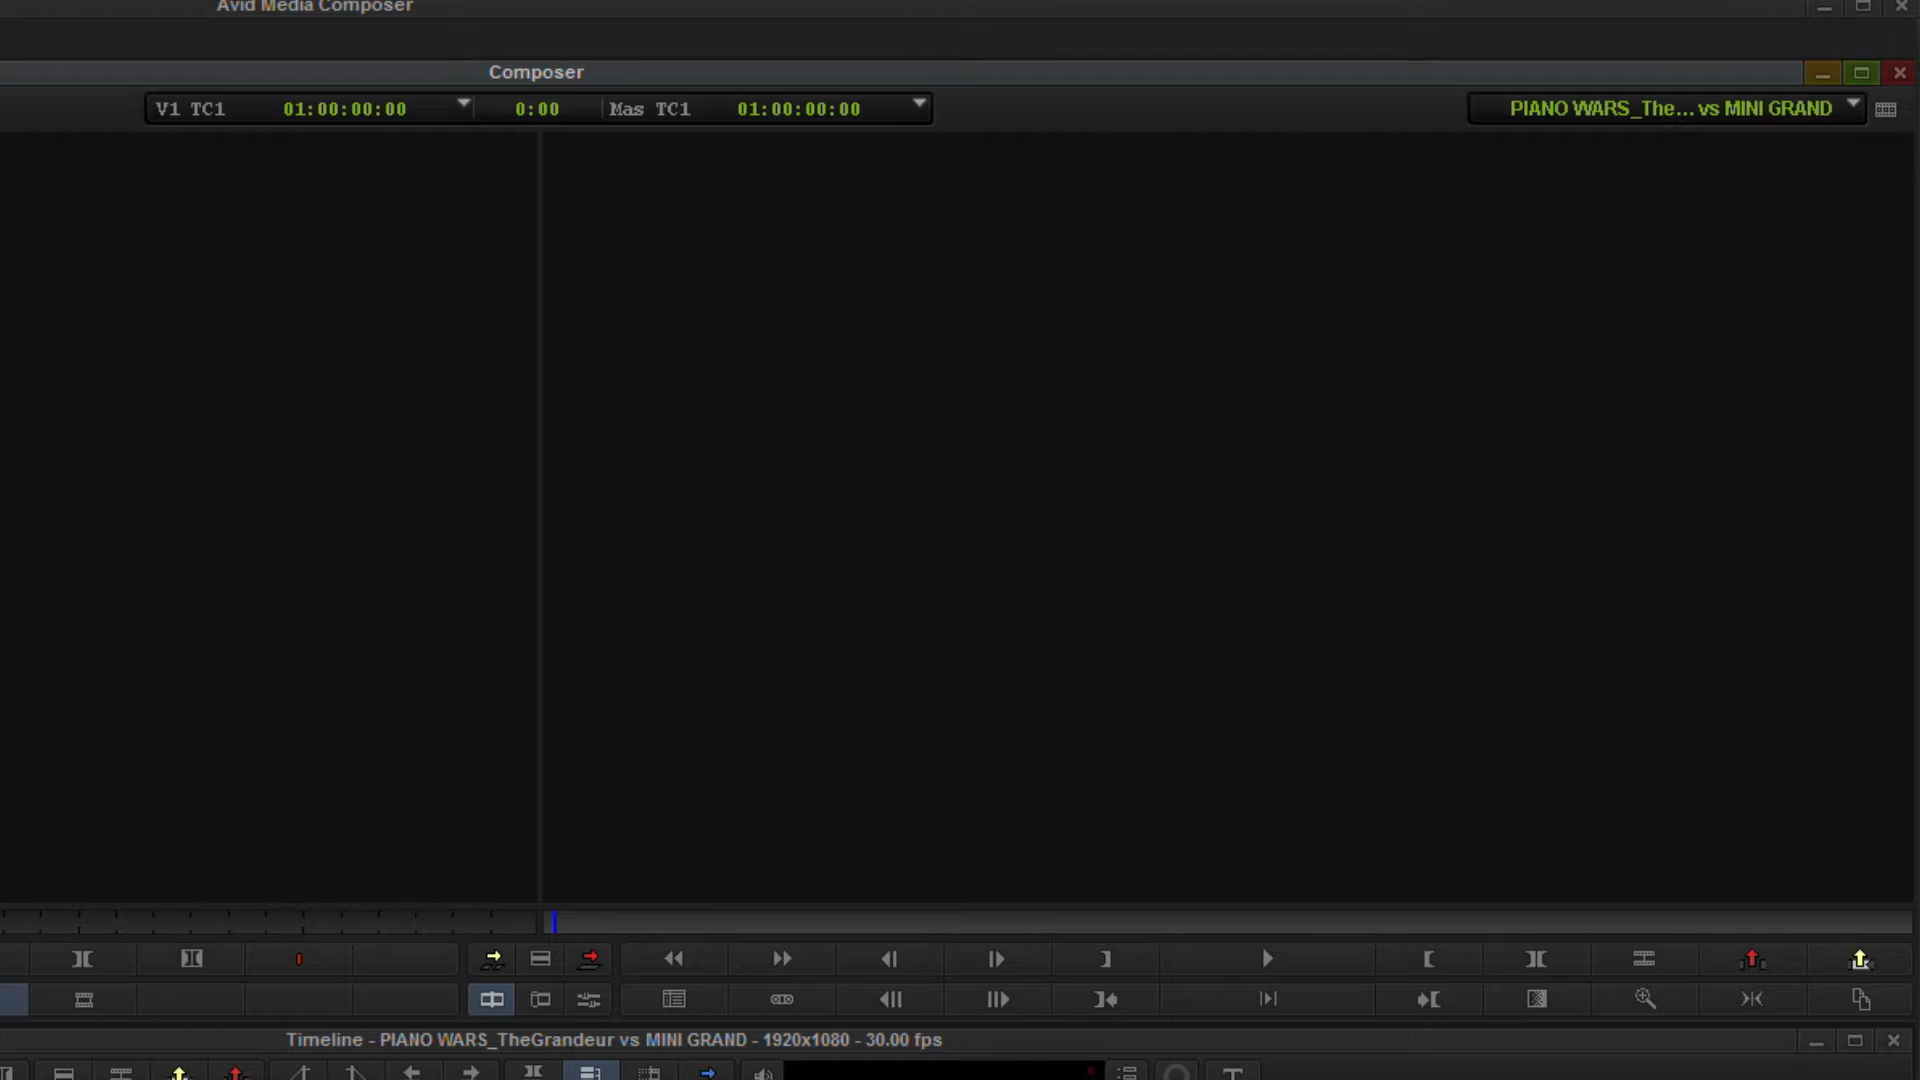 Avid Media Composer
Composer
V1 TC1 01:00:00:00 0:00 Mas TC1 01:00:00:00 PIANO WARS_The... vs MINI GRAND
Timeline - PIANO WARS_TheGrandeur vs MINI GRAND - 1920x1080 - 30.00 fps